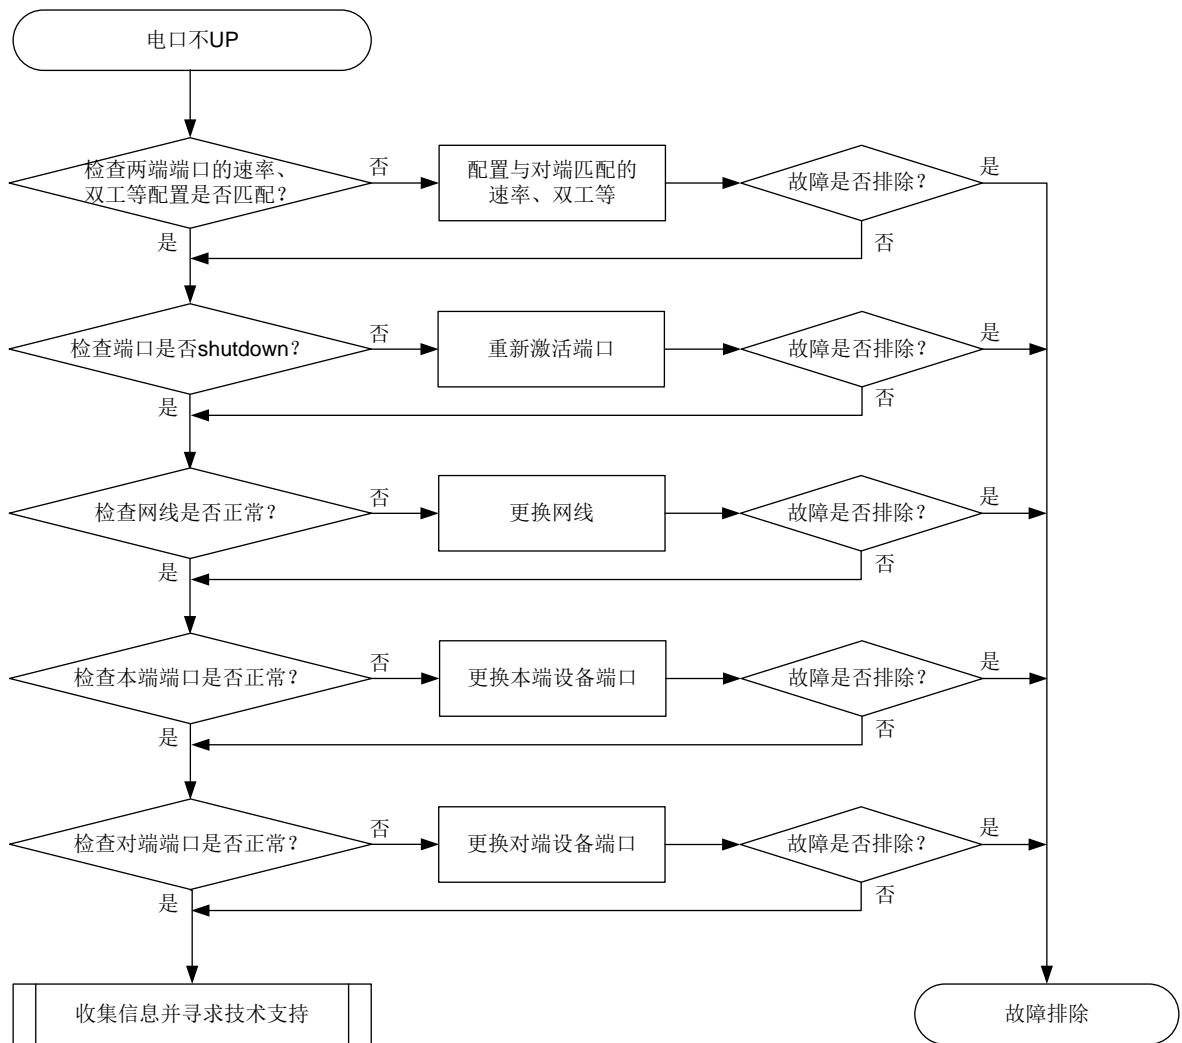 电口不UP
检查两端端口的速率、
双工等配置是否匹配?
否
配置与对端匹配的
速率、双工等
故障是否排除?
是
是
否
检查端口是否shutdown?
否
重新激活端口
故障是否排除?
是
是
否
检查网线是否正常?
否
更换网线
故障是否排除?
是
是
否
检查本端端口是否正常?
否
更换本端设备端口
故障是否排除?
是
是
否
检查对端端口是否正常?
否
更换对端设备端口
故障是否排除?
是
是
否
收集信息并寻求技术支持
故障排除